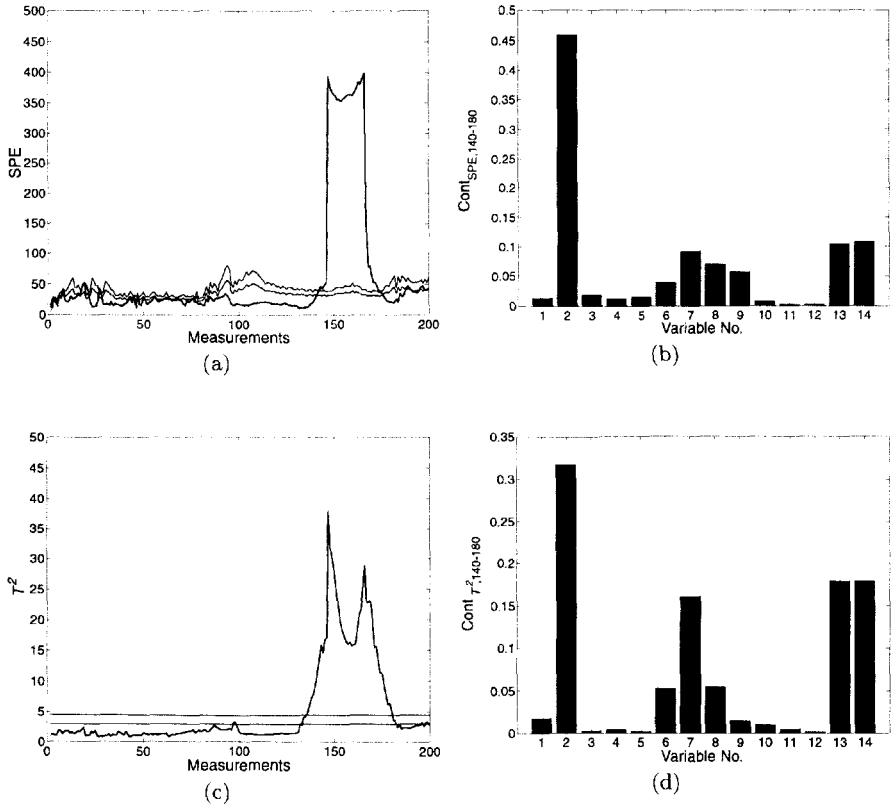 500
450
400
350
300
250
200
150
100
50
0
SPE
0 50 100 150 200
Measurements
(a)
0.5
0.45
0.4
0.35
0.3
0.25
0.2
0.15
0.1
0.05
0
Cont SPE,140-180
1 2 3 4 5 6 7 8 9 10 11 12 13 14
Variable No.
(b)
50
45
40
35
30
25
20
15
10
5
0
T²
0 50 100 150 200
Measurements
(c)
0.35
0.3
0.25
0.2
0.15
0.1
0.05
0
Cont T²,140-180
1 2 3 4 5 6 7 8 9 10 11 12 13 14
Variable No.
(d)